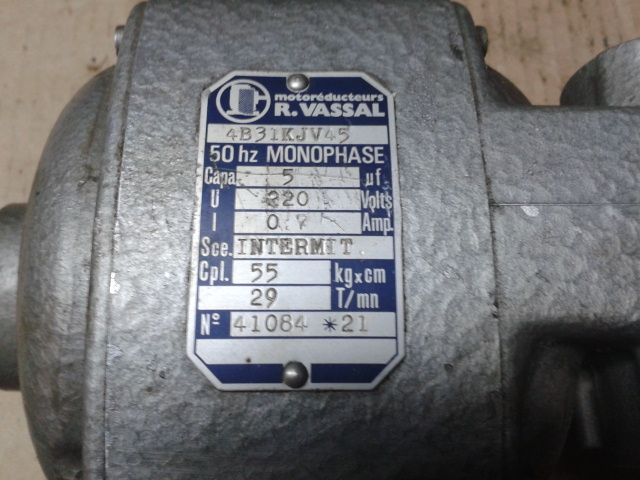 motoréducteurs
R. VASSAL
4B31KJV45
50 hz MONOPHASE
Capa. 5 µf
U 220 Volts
I 0,7 Amp.
Sce. INTERMIT.
Cpl. 55 kg x cm
29 T/mn
Nº 41084 *21